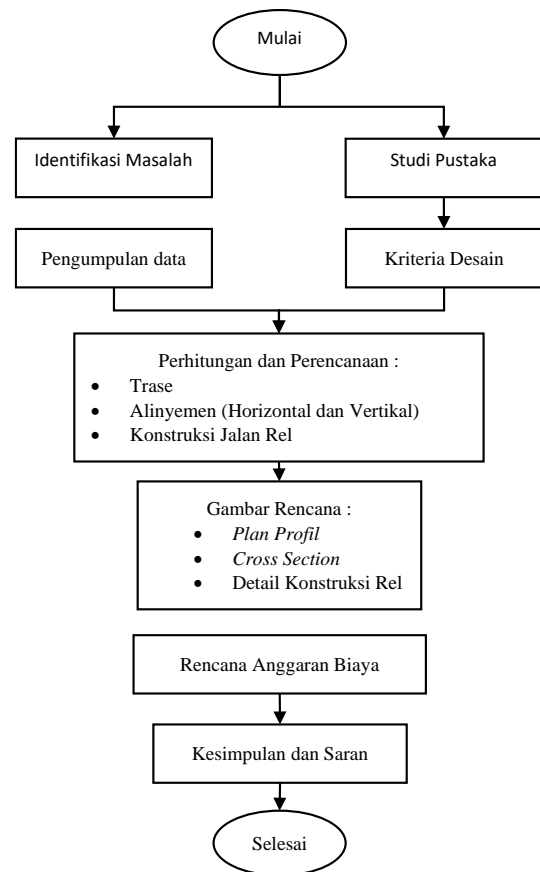 Mulai
Identifikasi Masalah
Studi Pustaka
Pengumpulan data
Kriteria Desain
Perhitungan dan Perencanaan :
• Trase
• Alinyemen (Horizontal dan Vertikal)
• Konstruksi Jalan Rel
Gambar Rencana :
• Plan Profil
• Cross Section
• Detail Konstruksi Rel
Rencana Anggaran Biaya
Kesimpulan dan Saran
Selesai